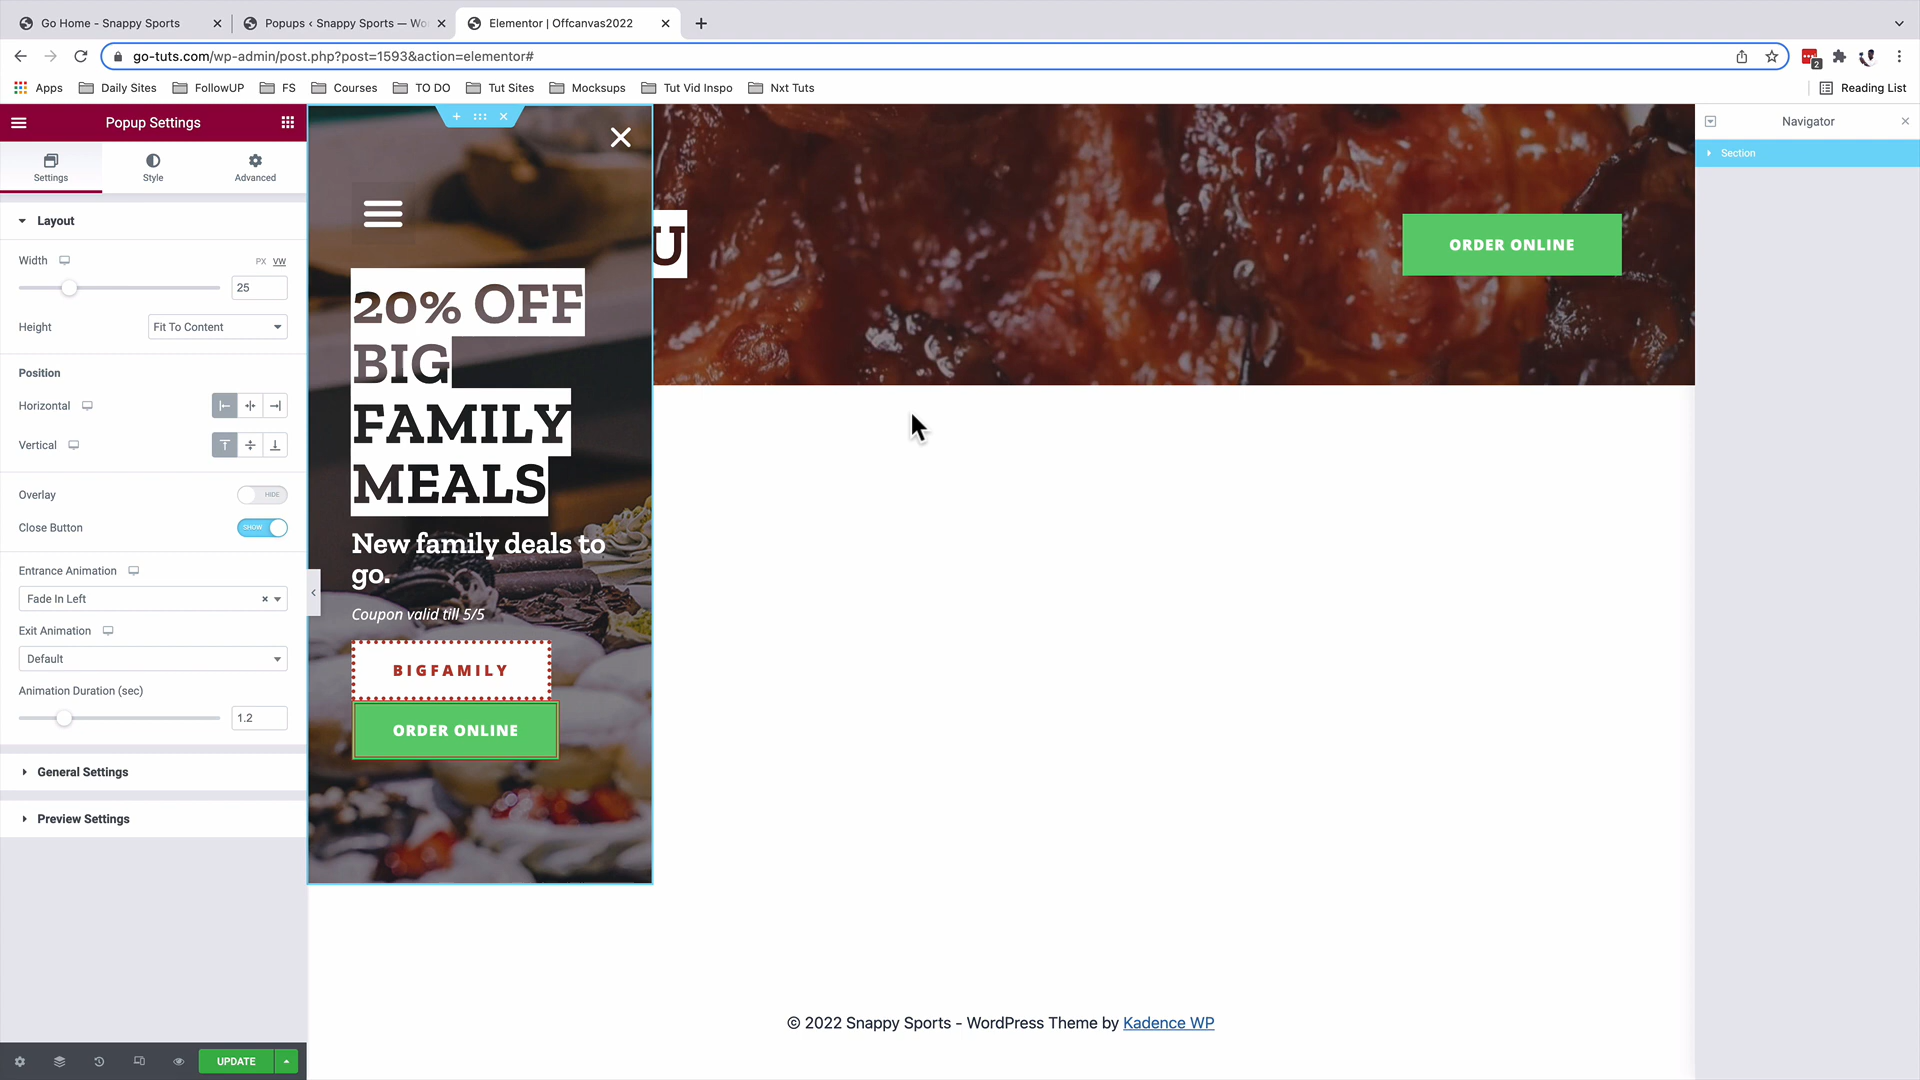 Go Home - Snappy Sports
Popups ‹ Snappy Sports — Wo
Elementor | Offcanvas2022
go-tuts.com/wp-admin/post.php?post=1593&action=elementor#
2
Apps
Daily Sites
FollowUP
FS
Courses
TO DO
Tut Sites
Mocksups
Tut Vid Inspo
Nxt Tuts
Reading List
Popup Settings
Settings
Style
Advanced
Layout
Width
PX
VW
25
Height
Fit To Content
Position
Horizontal
Vertical
Overlay
HIDE
Close Button
SHOW
Entrance Animation
Fade In Left
Exit Animation
Default
Animation Duration (sec)
1.2
General Settings
Preview Settings
UPDATE
20% OFF
BIG
FAMILY
MEALS
New family deals to
go.
Coupon valid till 5/5
BIGFAMILY
ORDER ONLINE
U
ORDER ONLINE
© 2022 Snappy Sports - WordPress Theme by Kadence WP
Navigator
Section